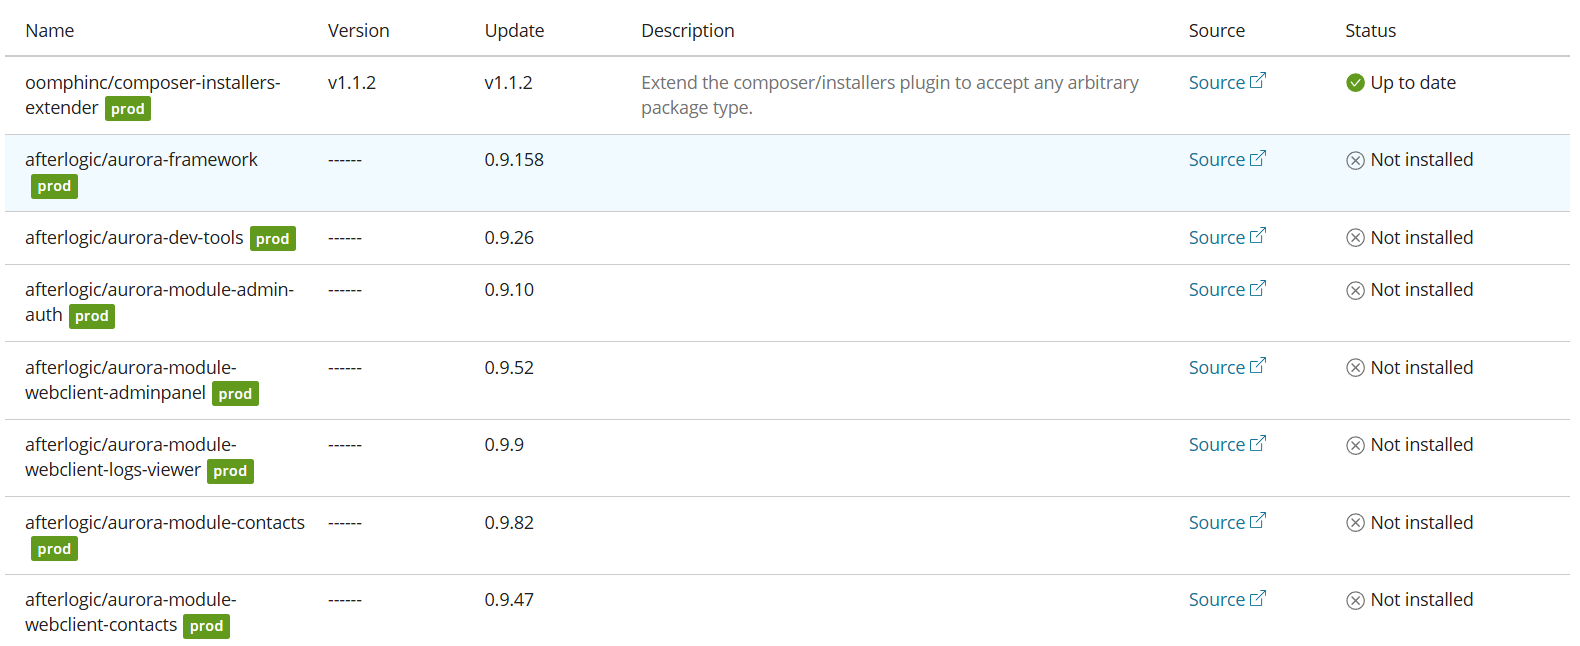 Name Version Update Description Source Status
oomphinc/composer-installers- v1.1.2 v1.1.2 Extend the composer/installers plugin to accept any arbitrary Source Up to date
extender prod package type.
afterlogic/aurora-framework ------ 0.9.158 Source Not installed
prod
afterlogic/aurora-dev-tools prod ------ 0.9.26 Source Not installed
afterlogic/aurora-module-admin- ------ 0.9.10 Source Not installed
auth prod
afterlogic/aurora-module- ------ 0.9.52 Source Not installed
webclient-adminpanel prod
afterlogic/aurora-module- ------ 0.9.9 Source Not installed
webclient-logs-viewer prod
afterlogic/aurora-module-contacts ------ 0.9.82 Source Not installed
prod
afterlogic/aurora-module- ------ 0.9.47 Source Not installed
webclient-contacts prod